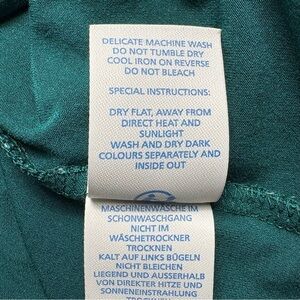 DELICATE MACHINE WASH
DO NOT TUMBLE DRY
COOL IRON ON REVERSE
DO NOT BLEACH
SPECIAL INSTRUCTIONS:
DRY FLAT, AWAY FROM
DIRECT HEAT AND
SUNLIGHT
WASH AND DRY DARK
COLOURS SEPARATELY AND
INSIDE OUT
MASCHINENWÄSCHE IM
SCHONWASCHGANG
NICHT IM
WÄSCHETROCKNER
TROCKNEN
KALT AUF LINKS BÜGELN
NICHT BLEICHEN
LIEGEND UND AUSSERHALB
VON DIREKTER HITZE UND
SONNENEINSTRAHLUNG
TROCKNEN